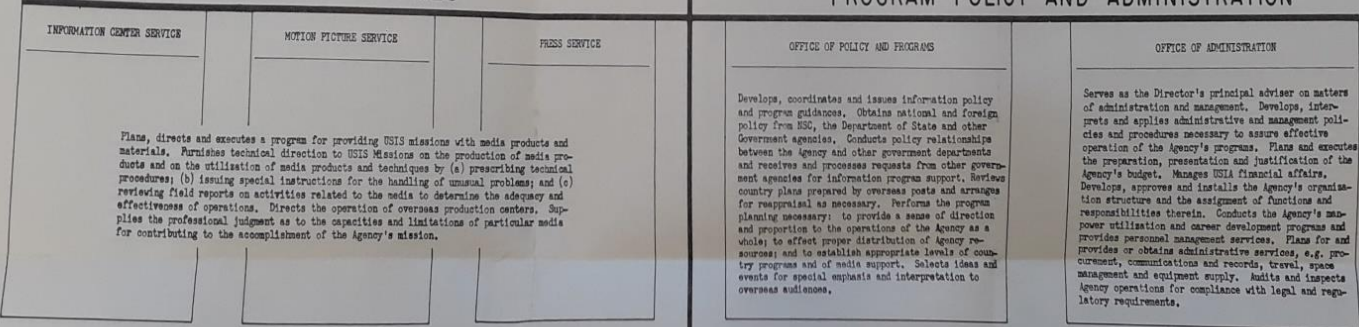 PROGRAM POLICY AND ADMINISTRATION
INFORMATION CENTER SERVICE
MOTION PICTURE SERVICE
PRESS SERVICE
Plans, directs and executes a program for providing USIS missions with media products and
materials. Furnishes technical direction to USIS Missions on the production of media pro-
ducts and on the utilization of media products and techniques by (a) prescribing technical
procedures; (b) issuing special instructions for the handling of unusual problems; and (c)
reviewing field reports on activities related to the media to determine the adequacy and
effectiveness of operations. Directs the operation of overseas production centers. Sup-
plies the professional judgment as to the capacities and limitations of particular media
for contributing to the accomplishment of the Agency's mission.
OFFICE OF POLICY AND PROGRAMS
Develops, coordinates and issues information policy
and program guidances. Obtains national and foreign
policy from NSC, the Department of State and other
Government agencies. Conducts policy relationships
between the Agency and other government departments
and receives and processes requests from other govern-
ment agencies for information program support. Reviews
country plans prepared by overseas posts and arranges
for reappraisal as necessary. Performs the program
planning necessary: to provide a sense of direction
and proportion to the operations of the Agency as a
whole; to effect proper distribution of Agency re-
sources; and to establish appropriate levels of coun-
try programs and of media support. Selects ideas and
events for special emphasis and interpretation to
overseas audiences.
OFFICE OF ADMINISTRATION
Serves as the Director's principal adviser on matters
of administration and management. Develops, inter-
prets and applies administrative and management poli-
cies and procedures necessary to assure effective
operation of the Agency's programs. Plans and executes
the preparation, presentation and justification of the
Agency's budget. Manages USIA financial affairs.
Develops, approves and installs the Agency's organiza-
tion structure and the assignment of functions and
responsibilities therein. Conducts the Agency's man-
power utilization and career development programs and
provides personnel management services. Plans for and
provides or obtains administrative services, e.g. pro-
curement, communications and records, travel, space
management and equipment supply. Audits and inspects
Agency operations for compliance with legal and regu-
latory requirements.